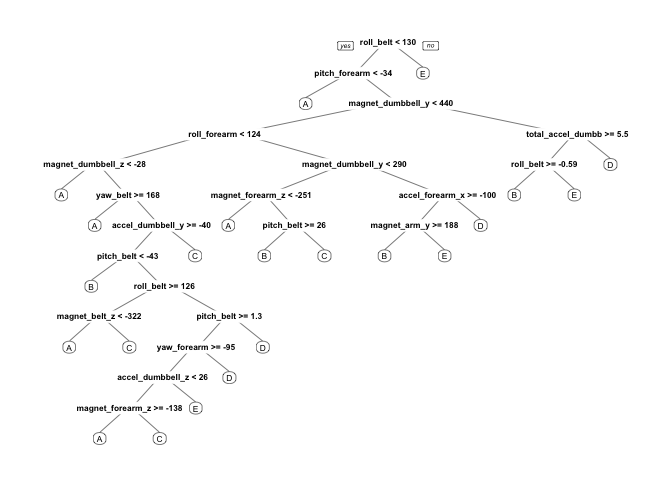 yes roll_belt < 130 no
pitch_forearm < -34 E
A magnet_dumbbell_y < 440
roll_forearm < 124 total_accel_dumbb >= 5.5
magnet_dumbbell_z < -28 magnet_dumbbell_y < 290 roll_belt >= -0.59 D
A yaw_belt >= 168 magnet_forearm_z < -251 accel_forearm_x >= -100 B E
A accel_dumbbell_y >= -40 A pitch_belt >= 26 magnet_arm_y >= 188 D
pitch_belt < -43 C B C B E
B roll_belt >= 126
magnet_belt_z < -322 pitch_belt >= 1.3
A C yaw_forearm >= -95 D
accel_dumbbell_z < 26 D
magnet_forearm_z >= -138 E
A C